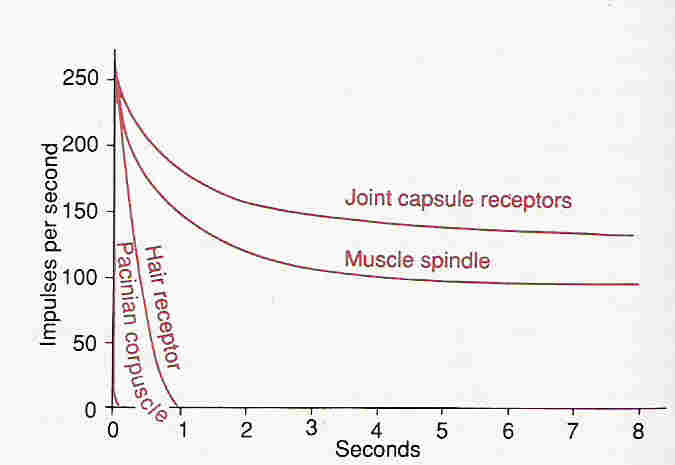 250
200
150
100
50
0
Impulses per second
Joint capsule receptors
Muscle spindle
Hair receptor
Pacinian corpuscle
0 1 2 3 4 5 6 7 8
Seconds